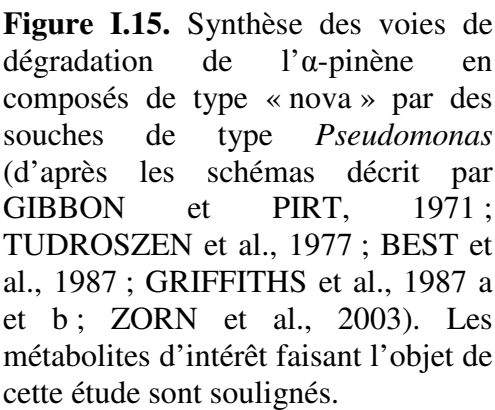 Figure I.15. Synthèse des voies de
dégradation de l’α-pinène en
composés de type « nova » par des
souches de type Pseudomonas
(d’après les schémas décrit par
GIBBON et PIRT, 1971 ;
TUDROSZEN et al., 1977 ; BEST et
al., 1987 ; GRIFFITHS et al., 1987 a
et b ; ZORN et al., 2003). Les
métabolites d’intérêt faisant l’objet de
cette étude sont soulignés.